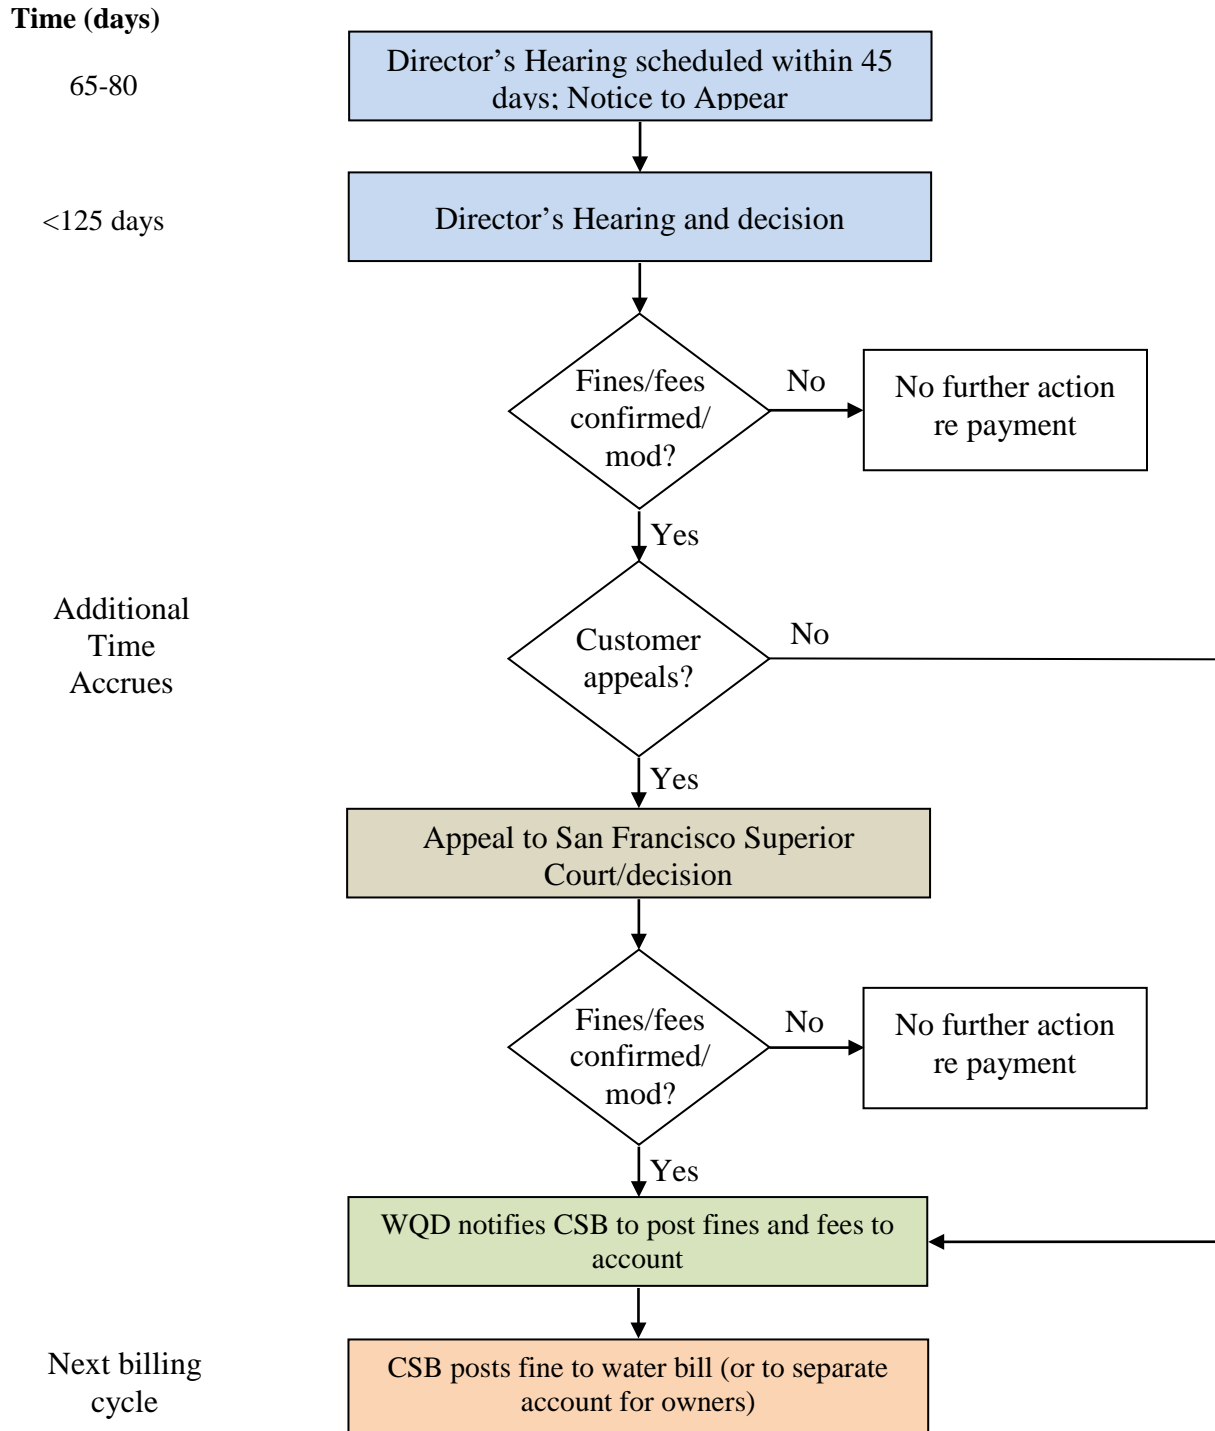 Time (days)
65-80
Director’s Hearing scheduled within 45
days; Notice to Appear
<125 days
Director’s Hearing and decision
Fines/fees
confirmed/
mod?
No
No further action
re payment
Yes
Additional
Time
Accrues
Customer
appeals?
No
Yes
Appeal to San Francisco Superior
Court/decision
Fines/fees
confirmed/
mod?
No
No further action
re payment
Yes
WQD notifies CSB to post fines and fees to
account
Next billing
cycle
CSB posts fine to water bill (or to separate
account for owners)